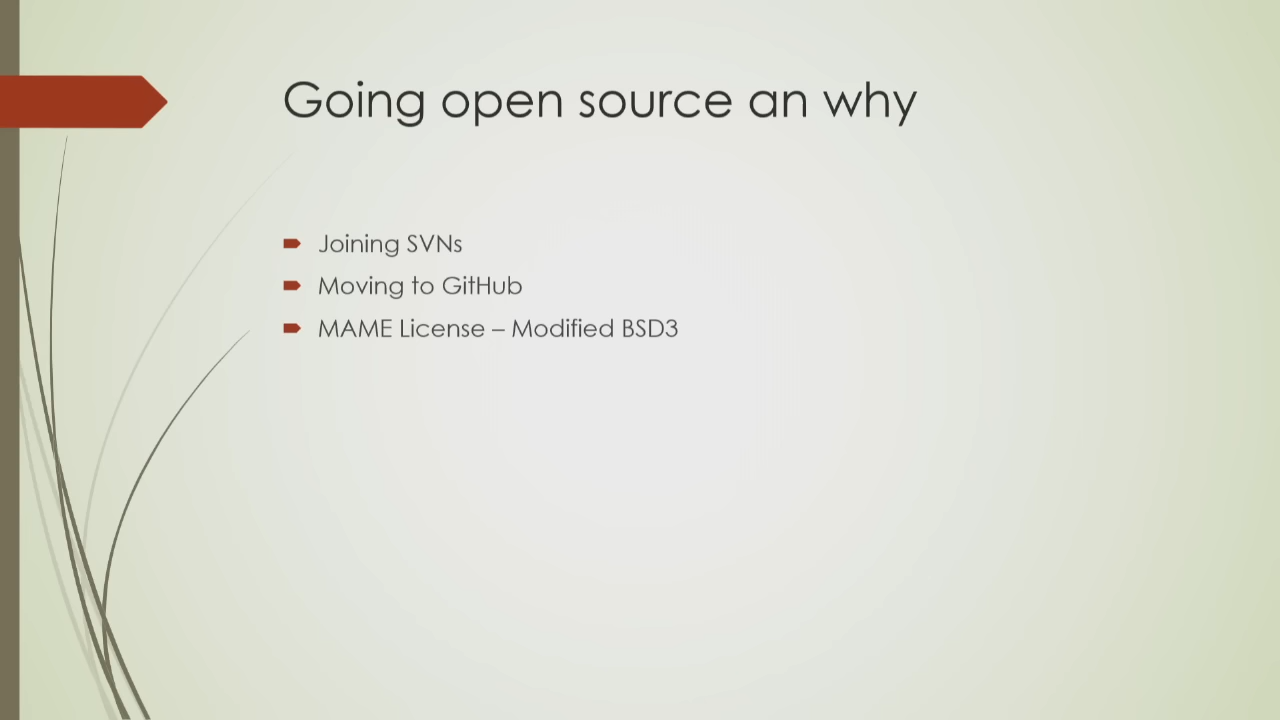 Going open source an why
Joining SVNs
Moving to GitHub
MAME License – Modified BSD3